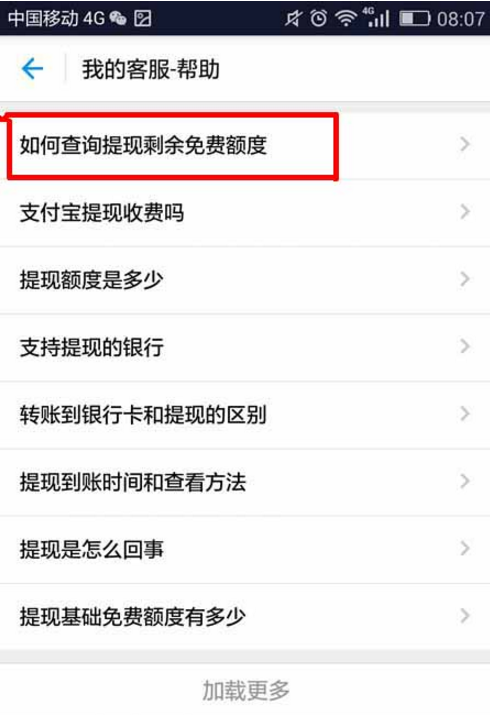 中国移动 4G 4G 08:07
我的客服-帮助
如何查询提现剩余免费额度
支付宝提现收费吗
提现额度是多少
支持提现的银行
转账到银行卡和提现的区别
提现到账时间和查看方法
提现是怎么回事
提现基础免费额度有多少
加载更多